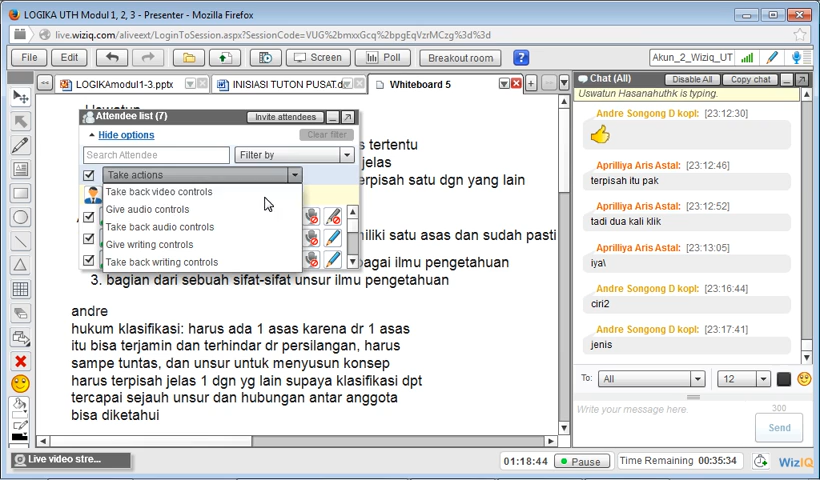 LOGIKA UTH Modul 1, 2, 3 - Presenter - Mozilla Firefox
live.wiziq.com/aliveext/LoginToSession.aspx?SessionCode=VUG%2bmxxGcq%2bpgEqVzrMCzg%3d%3d
File
Edit
Screen
Poll
Breakout room
Akun_2_Wiziq_UT
LOGIKAmodul1-3.pptx
INISIASI TUTON PUSAT.d
Whiteboard 5
Chat (All)
Disable All
Copy chat
Uswatun Hasanahuthk is typing.
Attendee list (7)
Invite attendees
Hide options
Clear filter
Search Attendee
Filter by
Take actions
Take back video controls
Give audio controls
Take back audio controls
Give writing controls
Take back writing controls
s tertentu
jelas
erpisah satu dgn yang lain
miliki satu asas dan sudah pasti
bagai ilmu pengetahuan
3. bagian dari sebuah sifat-sifat unsur ilmu pengetahuan
andre
hukum klasifikasi: harus ada 1 asas karena dr 1 asas
itu bisa terjamin dan terhindar dr persilangan, harus
sampe tuntas, dan unsur untuk menyusun konsep
harus terpisah jelas 1 dgn yg lain supaya klasifikasi dpt
tercapai sejauh unsur dan hubungan antar anggota
bisa diketahui
Andre Songong D kopl: [23:12:30]
Aprilliya Aris Astal: [23:12:46]
terpisah itu pak
Aprilliya Aris Astal: [23:12:52]
tadi dua kali klik
Aprilliya Aris Astal: [23:13:05]
iya\
Andre Songong D kopl: [23:16:44]
ciri2
Andre Songong D kopl: [23:17:41]
jenis
To:
All
12
Write your message here.
300
Send
Live video stre...
01:18:44
Pause
Time Remaining
00:35:34
WizIQ